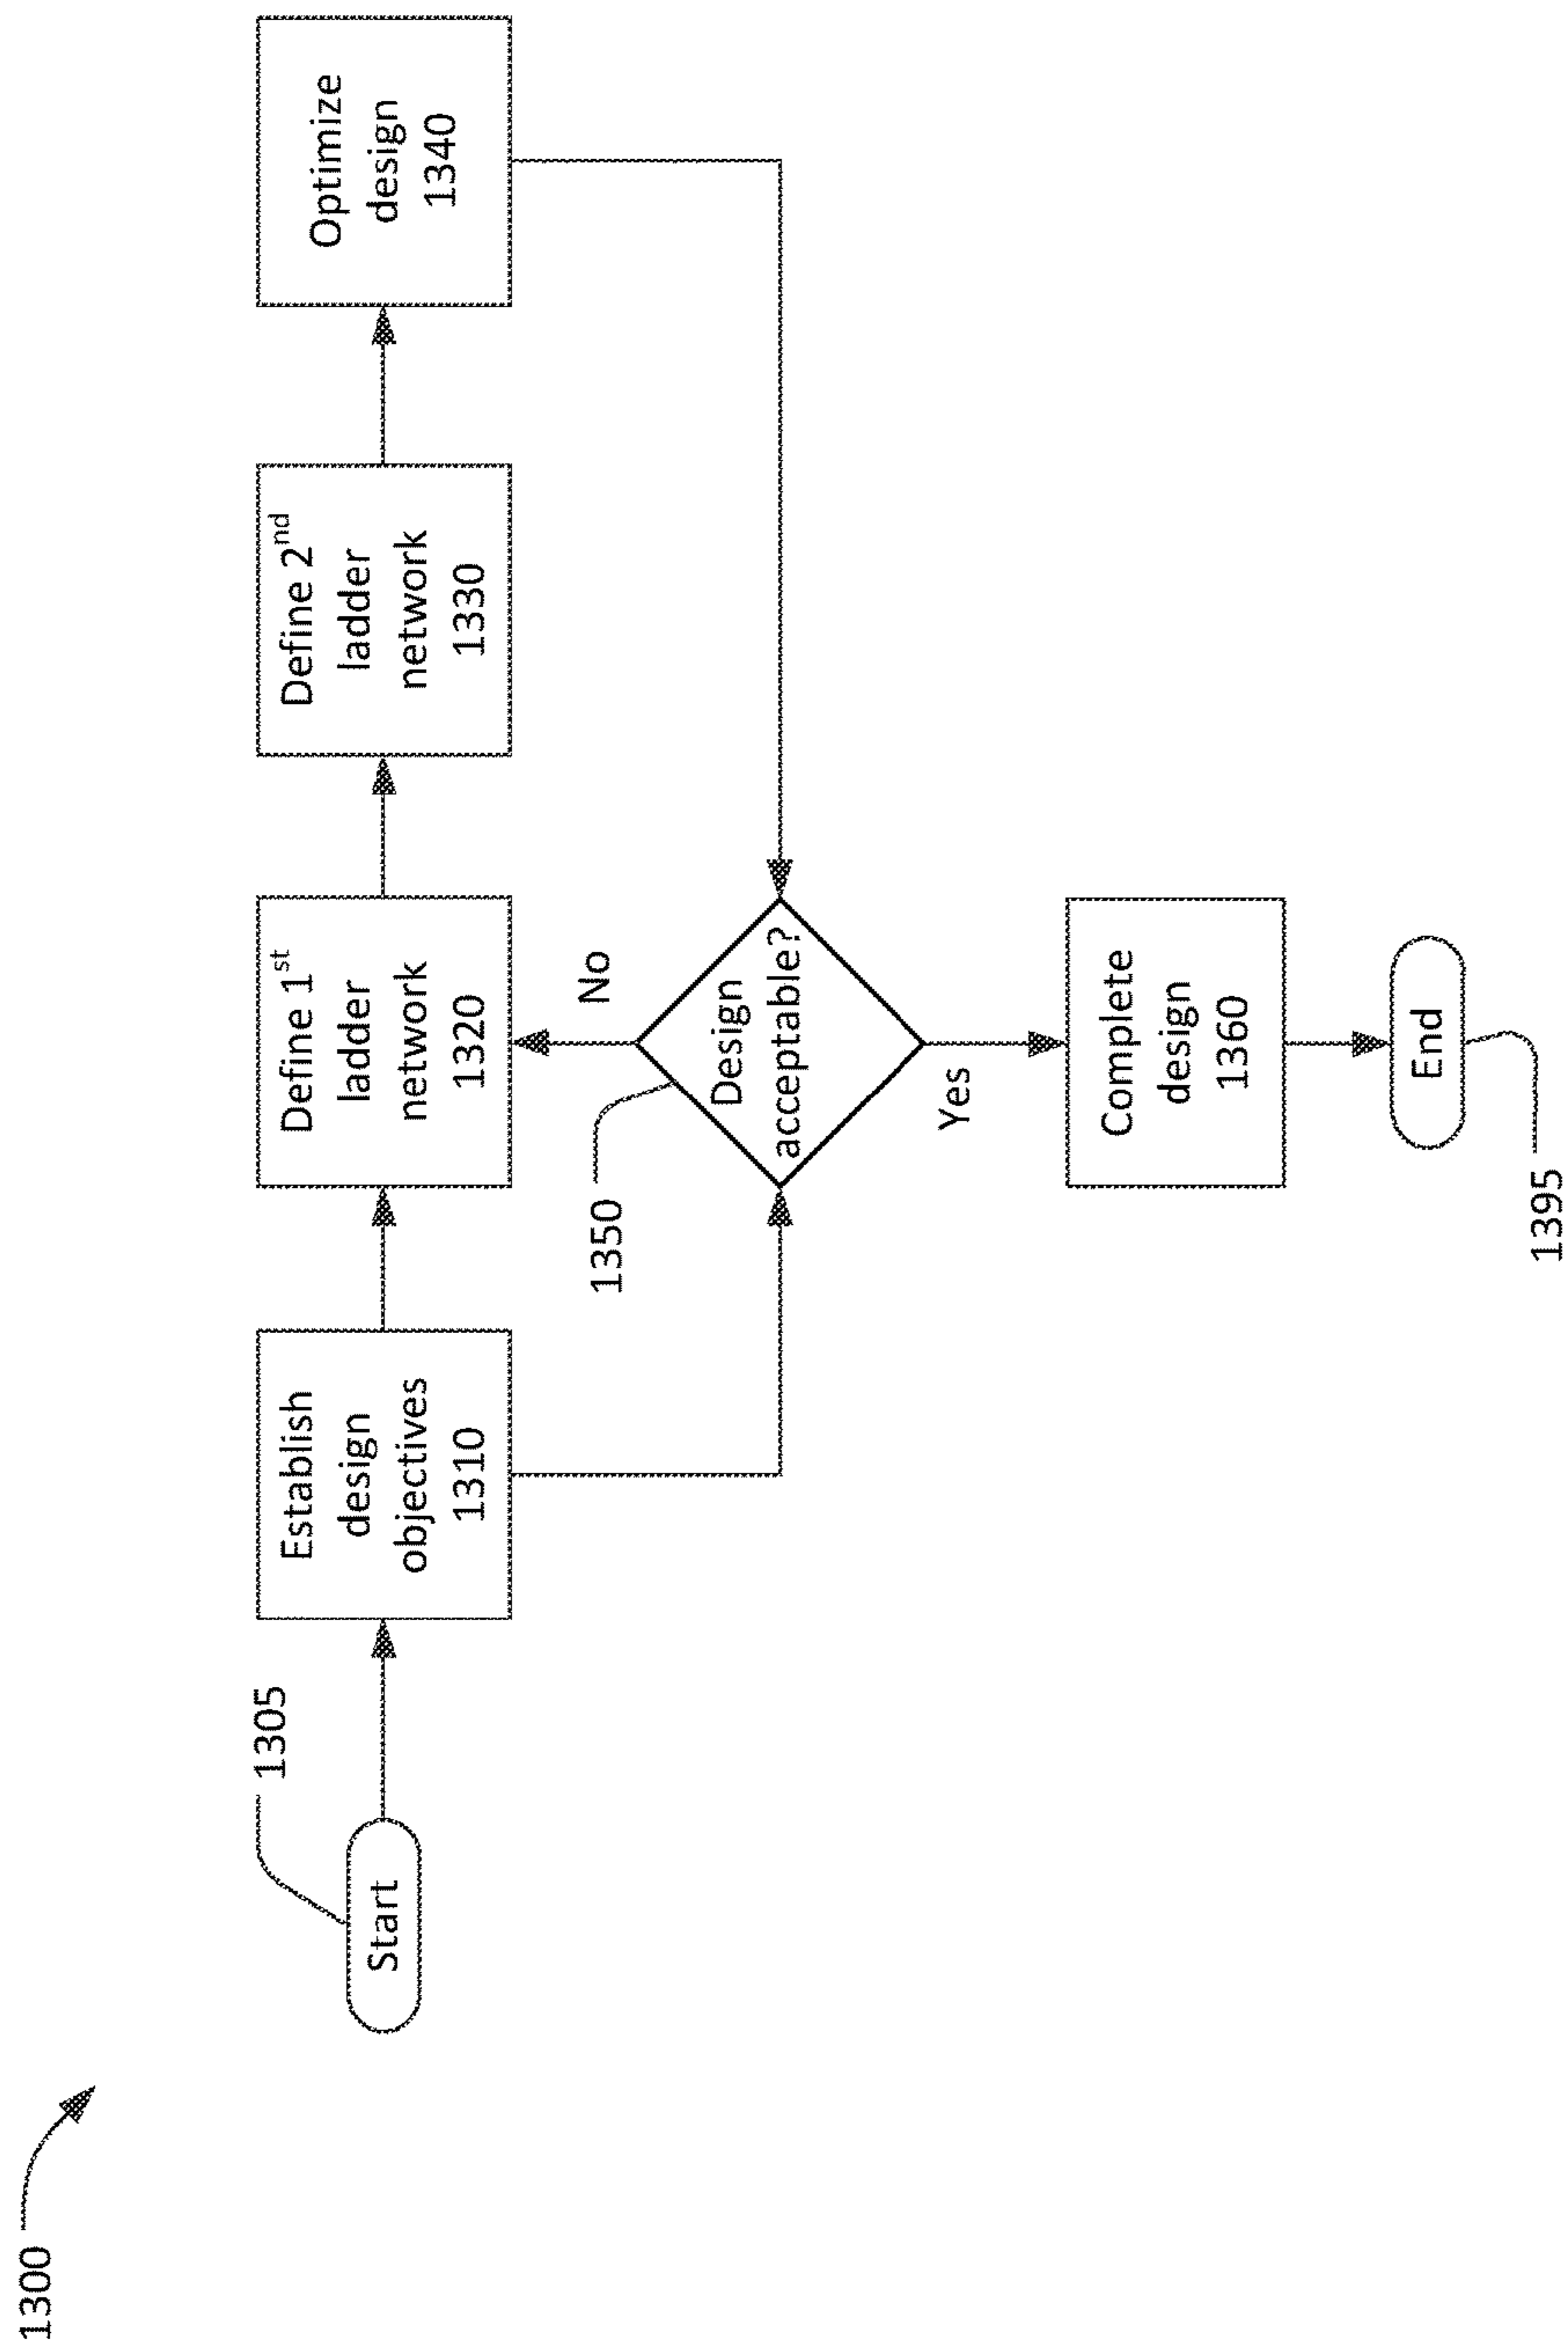 1300
1305
Start
Establish
design
objectives
1310
Define 1st
ladder
network
1320
Define 2nd
ladder
network
1330
Optimize
design
1340
1350
No
Design
acceptable?
Yes
Complete
design
1360
End
1395